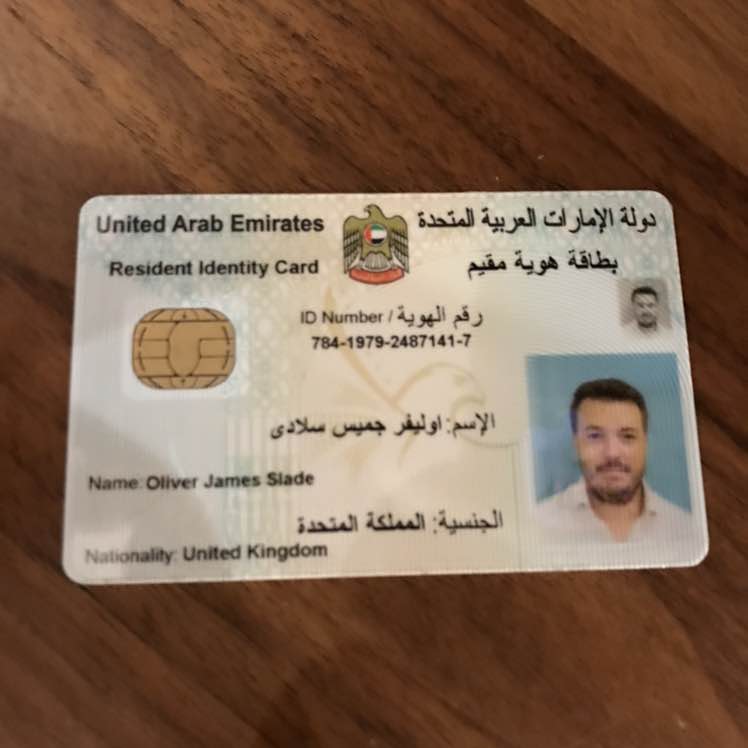 United Arab Emirates
دولة الإمارات العربية المتحدة
Resident Identity Card
بطاقة هوية مقيم
ID Number / رقم الهوية
784-1979-2487141-7
الإسم: اوليفر جميس سلادى
Name: Oliver James Slade
الجنسية: المملكة المتحدة
Nationality: United Kingdom